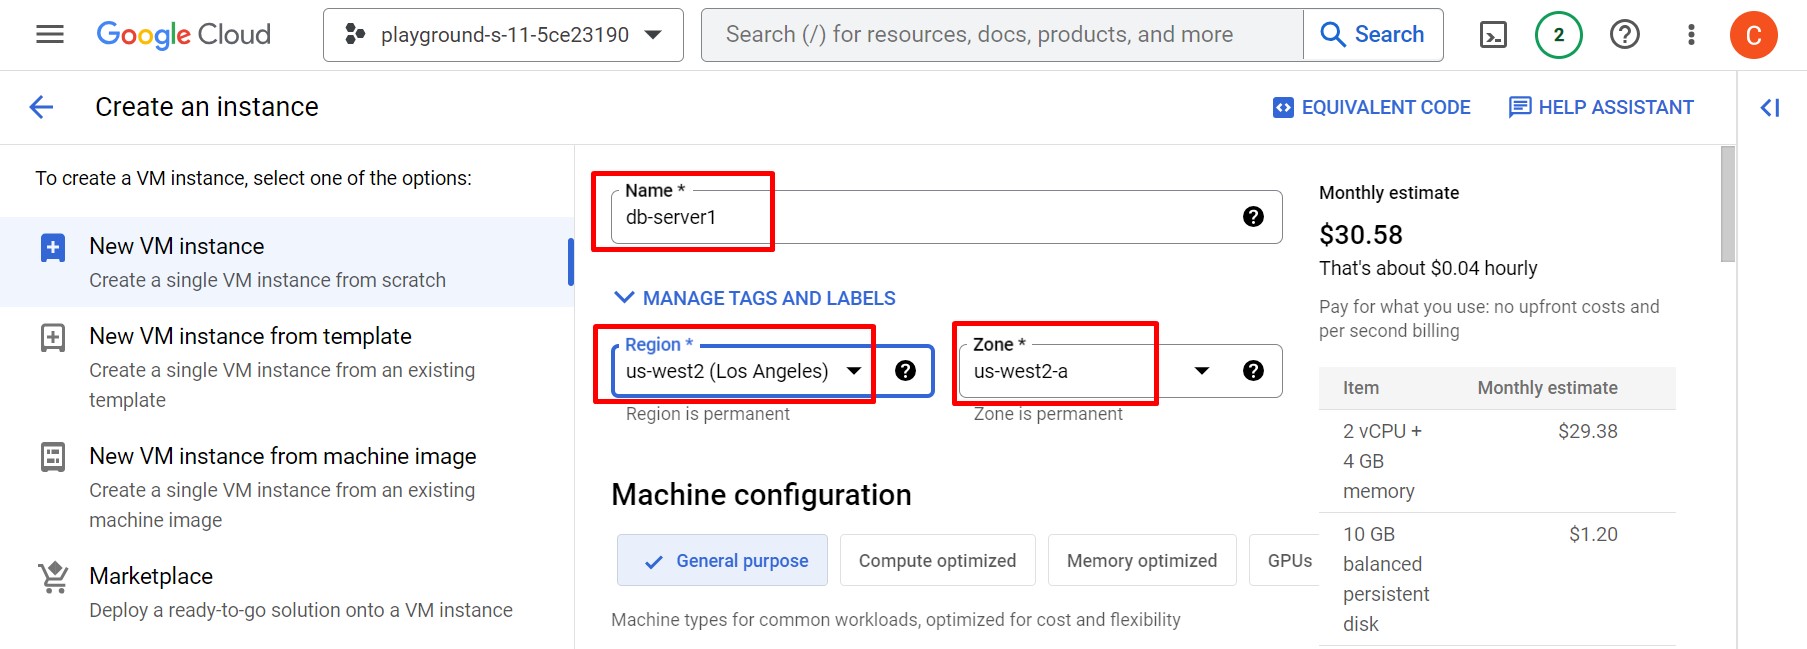 Google Cloud
playground-s-11-5ce23190
Search (/) for resources, docs, products, and more
Search
2
C
Create an instance
EQUIVALENT CODE
HELP ASSISTANT
To create a VM instance, select one of the options:
New VM instance
Create a single VM instance from scratch
New VM instance from template
Create a single VM instance from an existing
template
New VM instance from machine image
Create a single VM instance from an existing
machine image
Marketplace
Deploy a ready-to-go solution onto a VM instance
Name *
db-server1
MANAGE TAGS AND LABELS
Region *
us-west2 (Los Angeles)
Region is permanent
Zone *
us-west2-a
Zone is permanent
Machine configuration
General purpose
Compute optimized
Memory optimized
GPUs
Machine types for common workloads, optimized for cost and flexibility
Monthly estimate
$30.58
That's about $0.04 hourly
Pay for what you use: no upfront costs and
per second billing
Item Monthly estimate
2 vCPU + $29.38
4 GB
memory
10 GB $1.20
balanced
persistent
disk